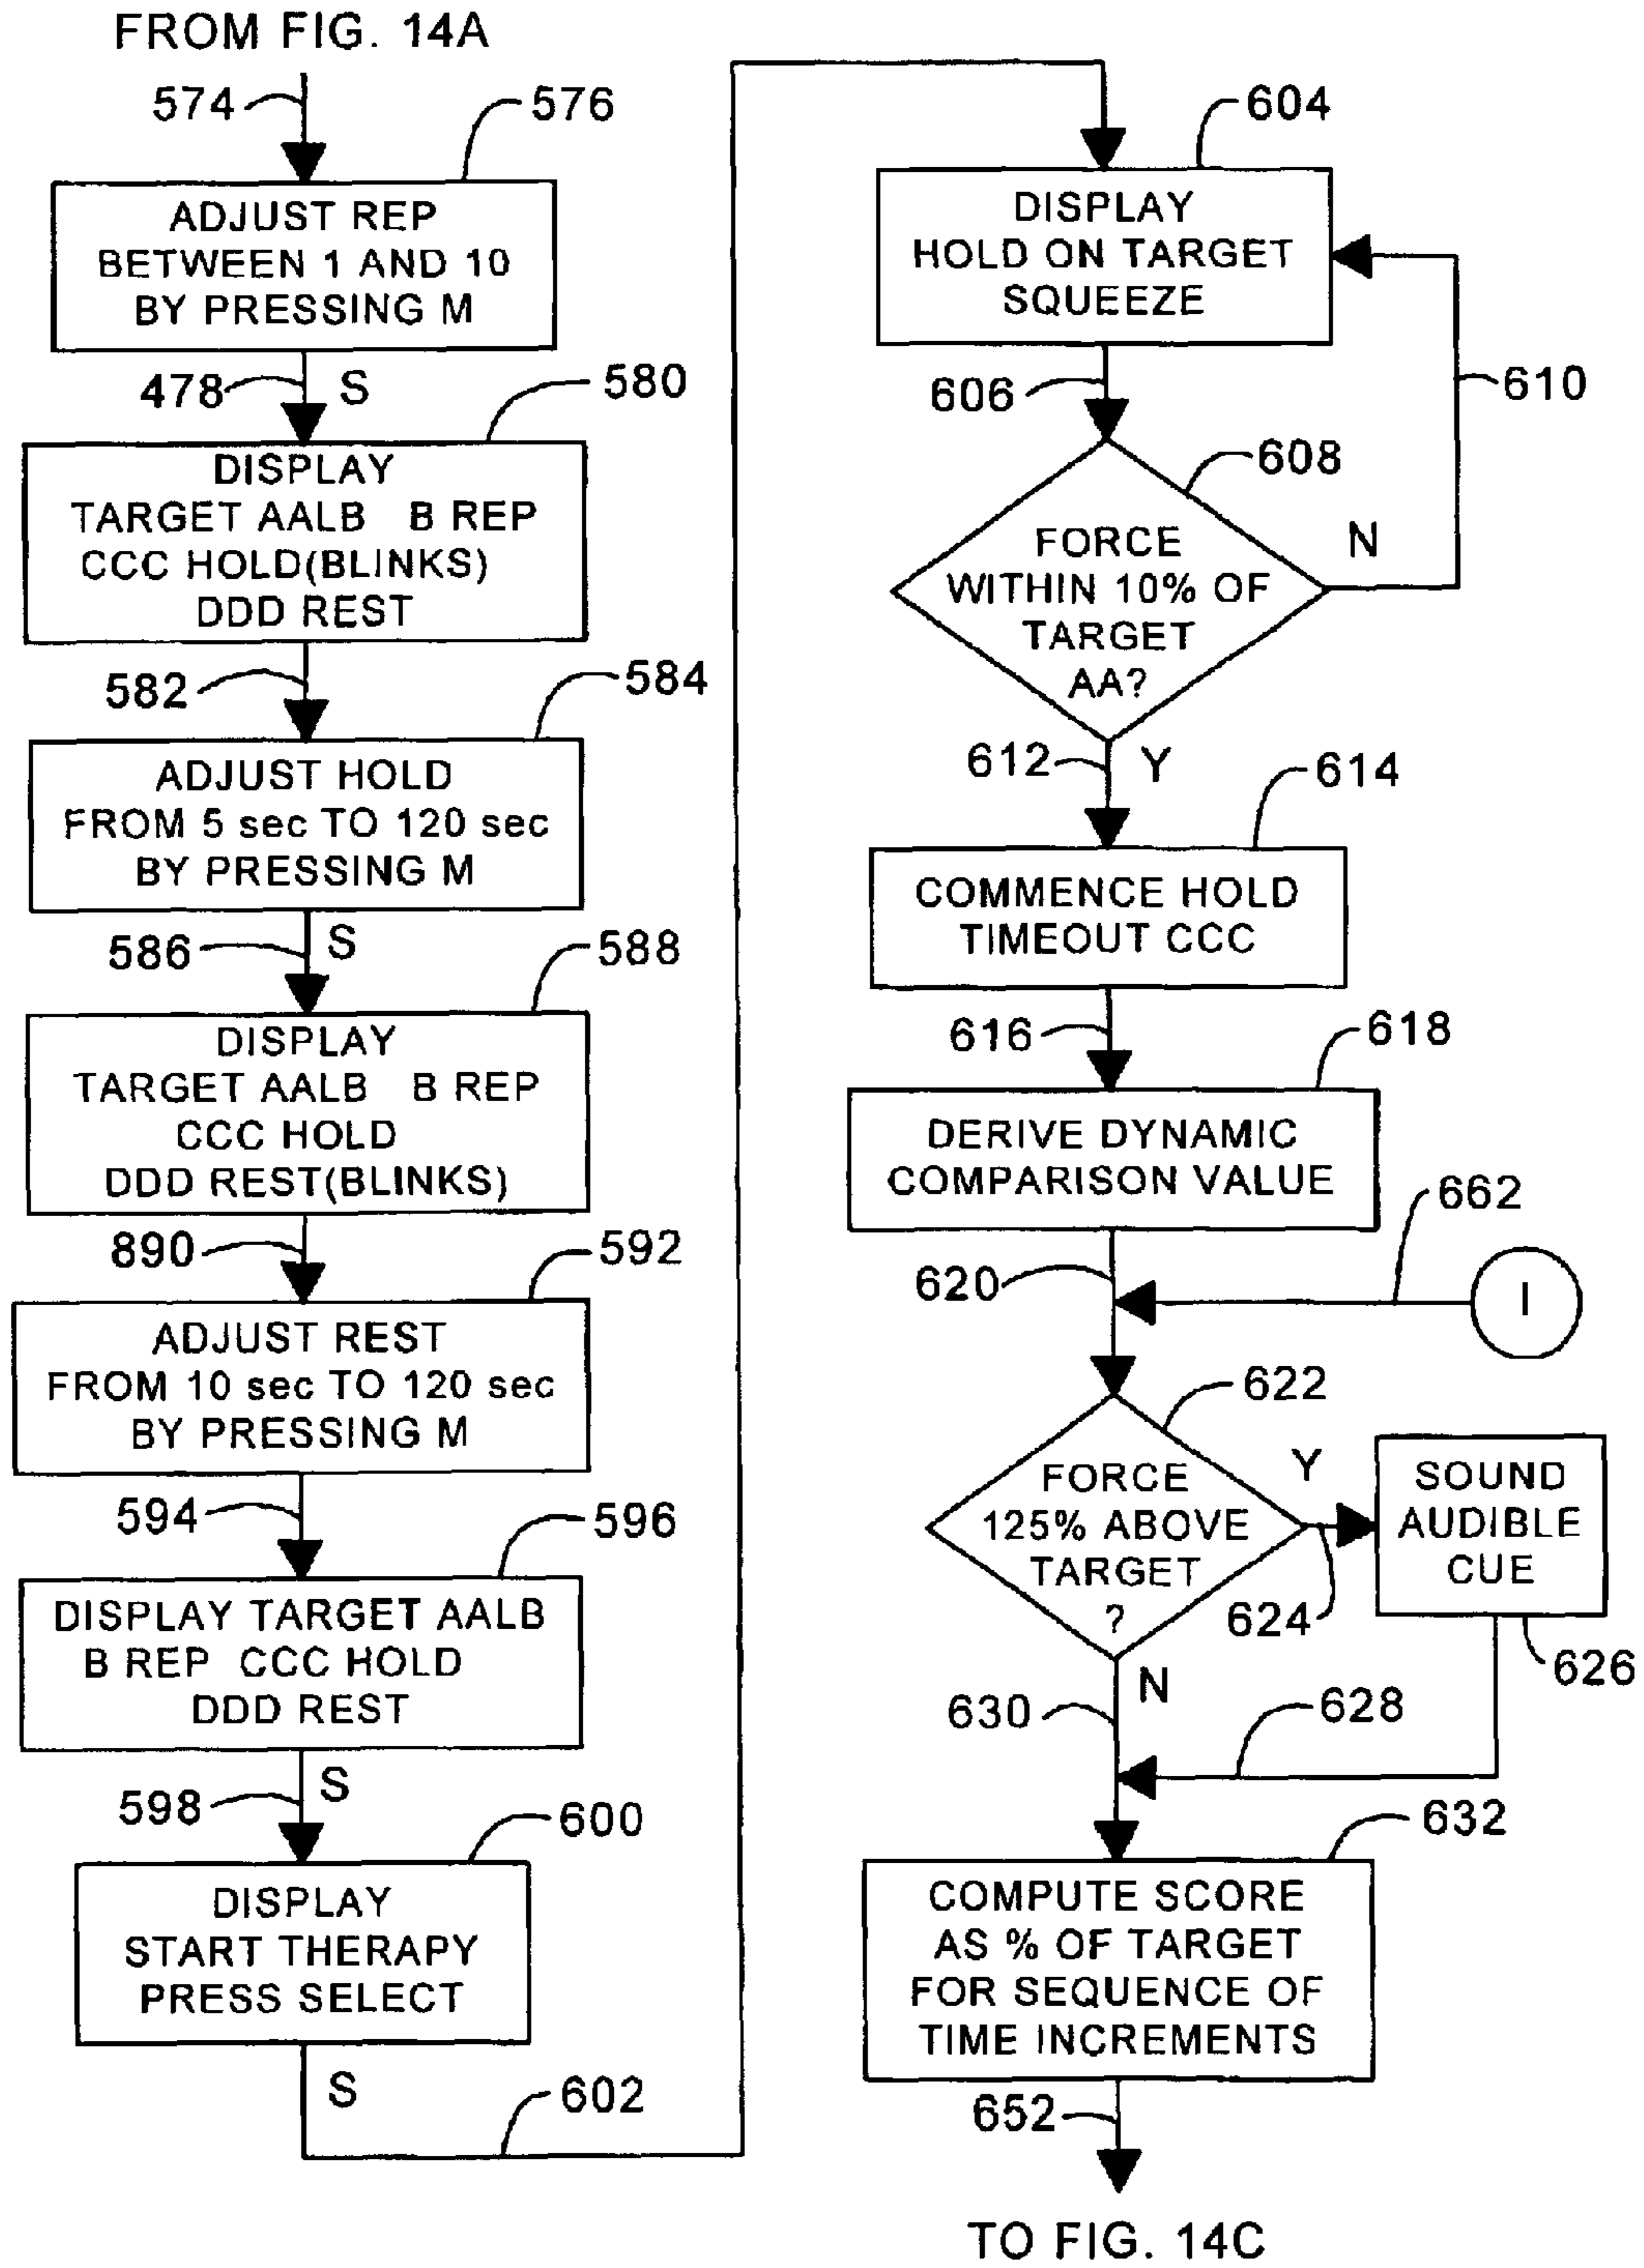 FROM FIG. 14A
574
576
ADJUST REP
BETWEEN 1 AND 10
BY PRESSING M
478
S
580
DISPLAY
TARGET AALB B REP
CCC HOLD(BLINKS)
DDD REST
582
584
ADJUST HOLD
FROM 5 sec TO 120 sec
BY PRESSING M
586
S
588
DISPLAY
TARGET AALB B REP
CCC HOLD
DDD REST(BLINKS)
890
592
ADJUST REST
FROM 10 sec TO 120 sec
BY PRESSING M
594
596
DISPLAY TARGET AALB
B REP CCC HOLD
DDD REST
598
S
600
DISPLAY
START THERAPY
PRESS SELECT
S
602
604
DISPLAY
HOLD ON TARGET
SQUEEZE
606
610
608
FORCE
WITHIN 10% OF
TARGET
AA?
N
612
Y
614
COMMENCE HOLD
TIMEOUT CCC
616
618
DERIVE DYNAMIC
COMPARISON VALUE
662
620
I
622
FORCE
125% ABOVE
TARGET
?
Y
624
SOUND
AUDIBLE
CUE
626
N
630
628
632
COMPUTE SCORE
AS % OF TARGET
FOR SEQUENCE OF
TIME INCREMENTS
652
TO FIG. 14C